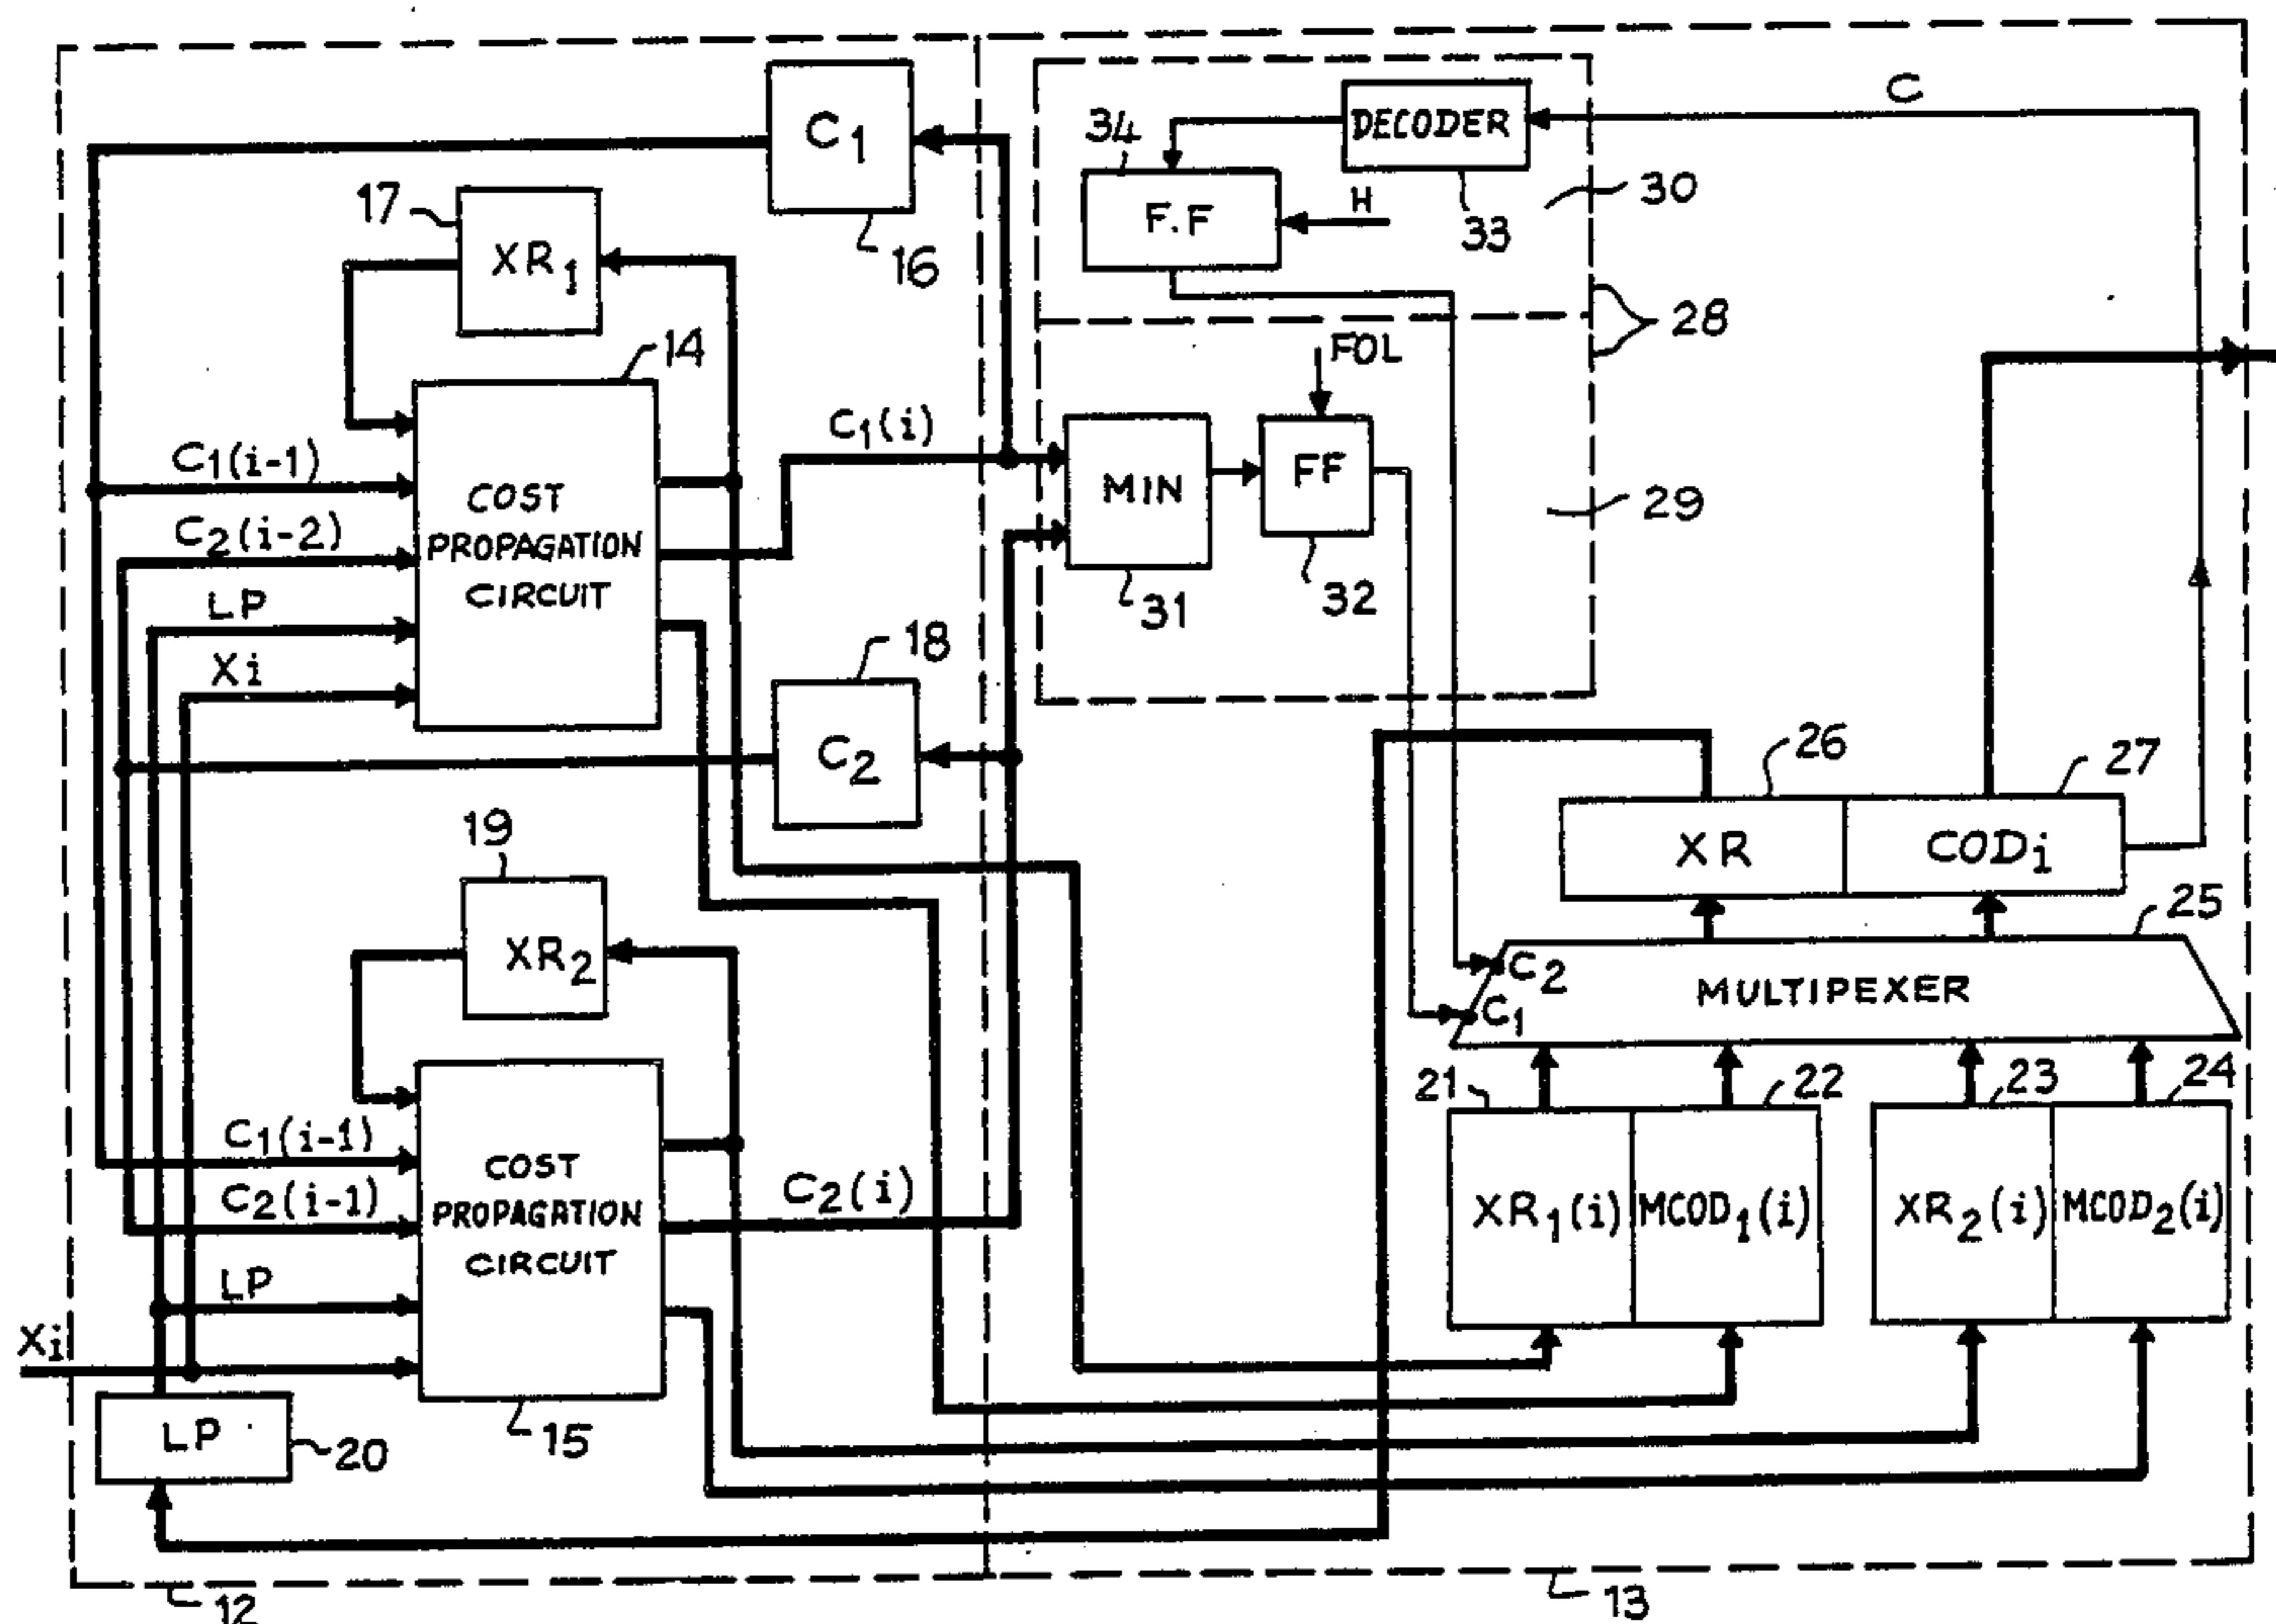 C
C₁
DECODER
34
17
F.F
H
30
33
XR₁
16
28
14
FOL
C₁(i)
C₁(i-1)
COST
PROPAGATION
CIRCUIT
MIN
FF
29
C₂(i-2)
LP
31
32
18
Xi
26
27
C₂
19
XR
CODi
25
XR₂
C₂
C₁
MULTIPEXER
21
22
23
24
C₁(i-1)
COST
PROPAGATION
CIRCUIT
C₂(i)
C₂(i-1)
XR₁(i)
MCOD₁(i)
XR₂(i)
MCOD₂(i)
LP
Xi
LP
20
15
12
13